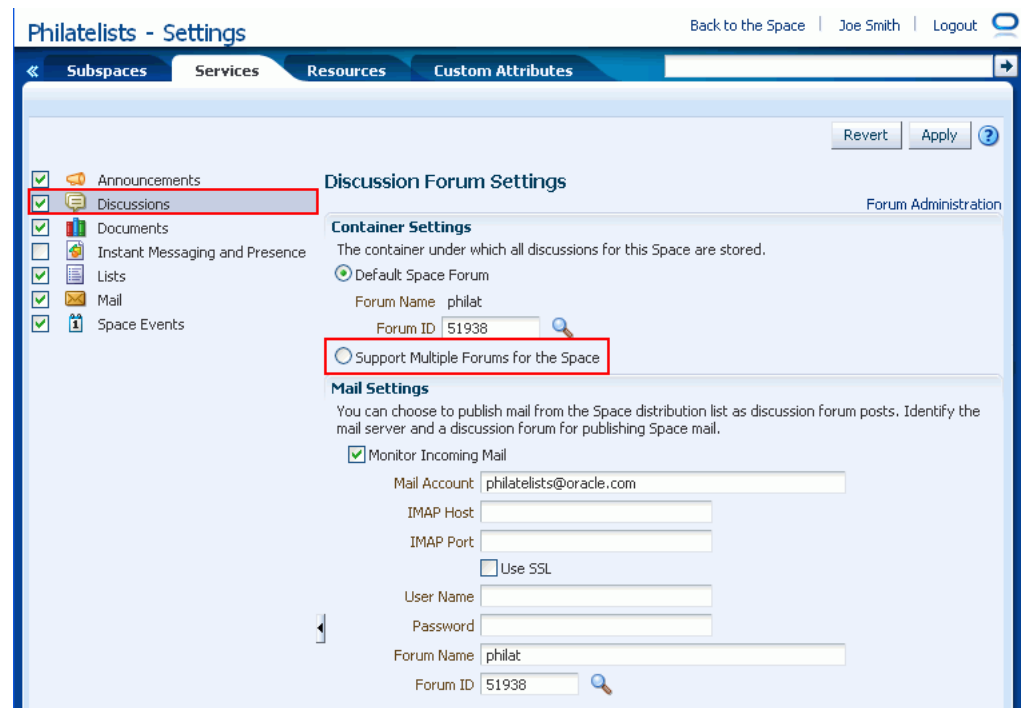 Philatelists - Settings
Back to the Space | Joe Smith | Logout
« Subspaces Services Resources Custom Attributes
Revert Apply ?
Announcements
Discussions
Documents
Instant Messaging and Presence
Lists
Mail
1 Space Events
Discussion Forum Settings
Forum Administration
Container Settings
The container under which all discussions for this Space are stored.
Default Space Forum
Forum Name philat
Forum ID 51938
Support Multiple Forums for the Space
Mail Settings
You can choose to publish mail from the Space distribution list as discussion forum posts. Identify the
mail server and a discussion forum for publishing Space mail.
Monitor Incoming Mail
Mail Account philatelists@oracle.com
IMAP Host
IMAP Port
Use SSL
User Name
Password
Forum Name philat
Forum ID 51938